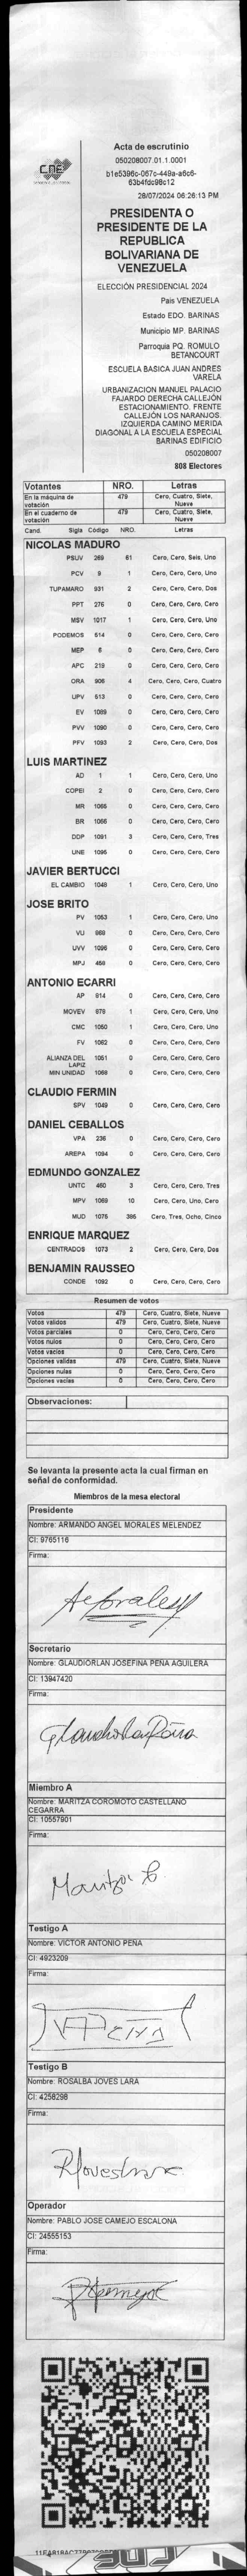 CNE
Acta de escrutinio
050208007.01.1.0001
b1e5396c-067c-449a-a6c6-
63b4fdc98c12
28/07/2024 06:26:13 PM
PRESIDENTA O
PRESIDENTE DE LA
REPUBLICA
BOLIVARIANA DE
VENEZUELA
ELECCIÓN PRESIDENCIAL 2024
Pais VENEZUELA
Estado EDO. BARINAS
Municipio MP. BARINAS
Parroquia PQ. ROMULO
BETANCOURT
ESCUELA BASICA JUAN ANDRES
VARELA
URBANIZACION MANUEL PALACIO
FAJARDO DERECHA CALLEJÓN
ESTACIONAMIENTO. FRENTE
CALLEJÓN LOS NARANJOS.
IZQUIERDA CAMINO MERIDA
DIAGONAL A LA ESCUELA ESPECIAL
BARINAS EDIFICIO
050208007
808 Electores
Votantes NRO. Letras
En la máquina de votación 479 Cero, Cuatro, Siete, Nueve
En el cuaderno de votación 479 Cero, Cuatro, Siete, Nueve
Cand. Sigla Código NRO. Letras
NICOLAS MADURO
PSUV 269 61 Cero, Cero, Seis, Uno
PCV 9 1 Cero, Cero, Cero, Uno
TUPAMARO 931 2 Cero, Cero, Cero, Dos
PPT 276 0 Cero, Cero, Cero, Cero
MSV 1017 1 Cero, Cero, Cero, Uno
PODEMOS 514 0 Cero, Cero, Cero, Cero
MEP 6 0 Cero, Cero, Cero, Cero
APC 219 0 Cero, Cero, Cero, Cero
ORA 906 4 Cero, Cero, Cero, Cuatro
UPV 513 0 Cero, Cero, Cero, Cero
EV 1089 0 Cero, Cero, Cero, Cero
PVV 1090 0 Cero, Cero, Cero, Cero
PFV 1093 2 Cero, Cero, Cero, Dos
LUIS MARTINEZ
AD 1 1 Cero, Cero, Cero, Uno
COPEI 2 0 Cero, Cero, Cero, Cero
MR 1065 0 Cero, Cero, Cero, Cero
BR 1066 0 Cero, Cero, Cero, Cero
DDP 1091 3 Cero, Cero, Cero, Tres
UNE 1095 0 Cero, Cero, Cero, Cero
JAVIER BERTUCCI
EL CAMBIO 1048 1 Cero, Cero, Cero, Uno
JOSE BRITO
PV 1053 1 Cero, Cero, Cero, Uno
VU 968 0 Cero, Cero, Cero, Cero
UVV 1096 0 Cero, Cero, Cero, Cero
MPJ 458 0 Cero, Cero, Cero, Cero
ANTONIO ECARRI
AP 914 0 Cero, Cero, Cero, Cero
MOVEV 978 1 Cero, Cero, Cero, Uno
CMC 1050 1 Cero, Cero, Cero, Uno
FV 1062 0 Cero, Cero, Cero, Cero
ALIANZA DEL LAPIZ 1051 0 Cero, Cero, Cero, Cero
MIN UNIDAD 1068 0 Cero, Cero, Cero, Cero
CLAUDIO FERMIN
SPV 1049 0 Cero, Cero, Cero, Cero
DANIEL CEBALLOS
VPA 236 0 Cero, Cero, Cero, Cero
AREPA 1094 0 Cero, Cero, Cero, Cero
EDMUNDO GONZALEZ
UNTC 460 3 Cero, Cero, Cero, Tres
MPV 1069 10 Cero, Cero, Uno, Cero
MUD 1075 385 Cero, Tres, Ocho, Cinco
ENRIQUE MARQUEZ
CENTRADOS 1073 2 Cero, Cero, Cero, Dos
BENJAMIN RAUSSEO
CONDE 1092 0 Cero, Cero, Cero, Cero
Resumen de votos
Votos 479 Cero, Cuatro, Siete, Nueve
Votos validos 479 Cero, Cuatro, Siete, Nueve
Votos parciales 0 Cero, Cero, Cero, Cero
Votos nulos 0 Cero, Cero, Cero, Cero
Votos vacios 0 Cero, Cero, Cero, Cero
Opciones validas 479 Cero, Cuatro, Siete, Nueve
Opciones nulas 0 Cero, Cero, Cero, Cero
Opciones vacias 0 Cero, Cero, Cero, Cero
Observaciones:
Se levanta la presente acta la cual firman en
señal de conformidad.
Miembros de la mesa electoral
Presidente
Nombre: ARMANDO ANGEL MORALES MELENDEZ
CI: 9765116
Firma:
Secretario
Nombre: GLAUDIORLAN JOSEFINA PEÑA AGUILERA
CI: 13947420
Firma:
Miembro A
Nombre: MARITZA COROMOTO CASTELLANO
CEGARRA
CI: 10557901
Firma:
Testigo A
Nombre: VICTOR ANTONIO PEÑA
CI: 4923209
Firma:
Testigo B
Nombre: ROSALBA JOVES LARA
CI: 4258298
Firma:
Operador
Nombre: PABLO JOSE CAMEJO ESCALONA
CI: 24555153
Firma: